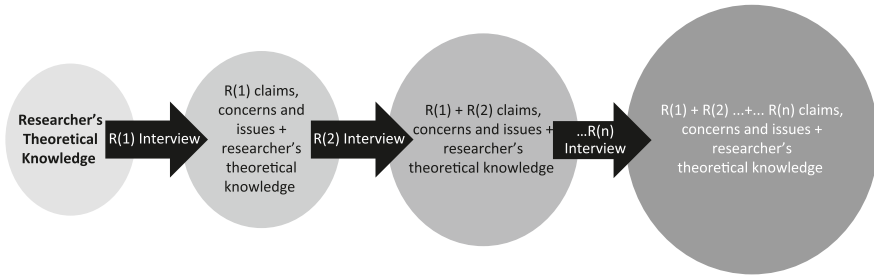 Researcher’s
Theoretical
Knowledge
R(1) Interview
R(1) claims,
concerns and
issues +
researcher’s
theoretical
knowledge
R(2) Interview
R(1) + R(2) claims,
concerns and issues +
researcher’s
theoretical knowledge
...R(n)
Interview
R(1) + R(2) ...+... R(n) claims,
concerns and issues +
researcher’s
theoretical knowledge